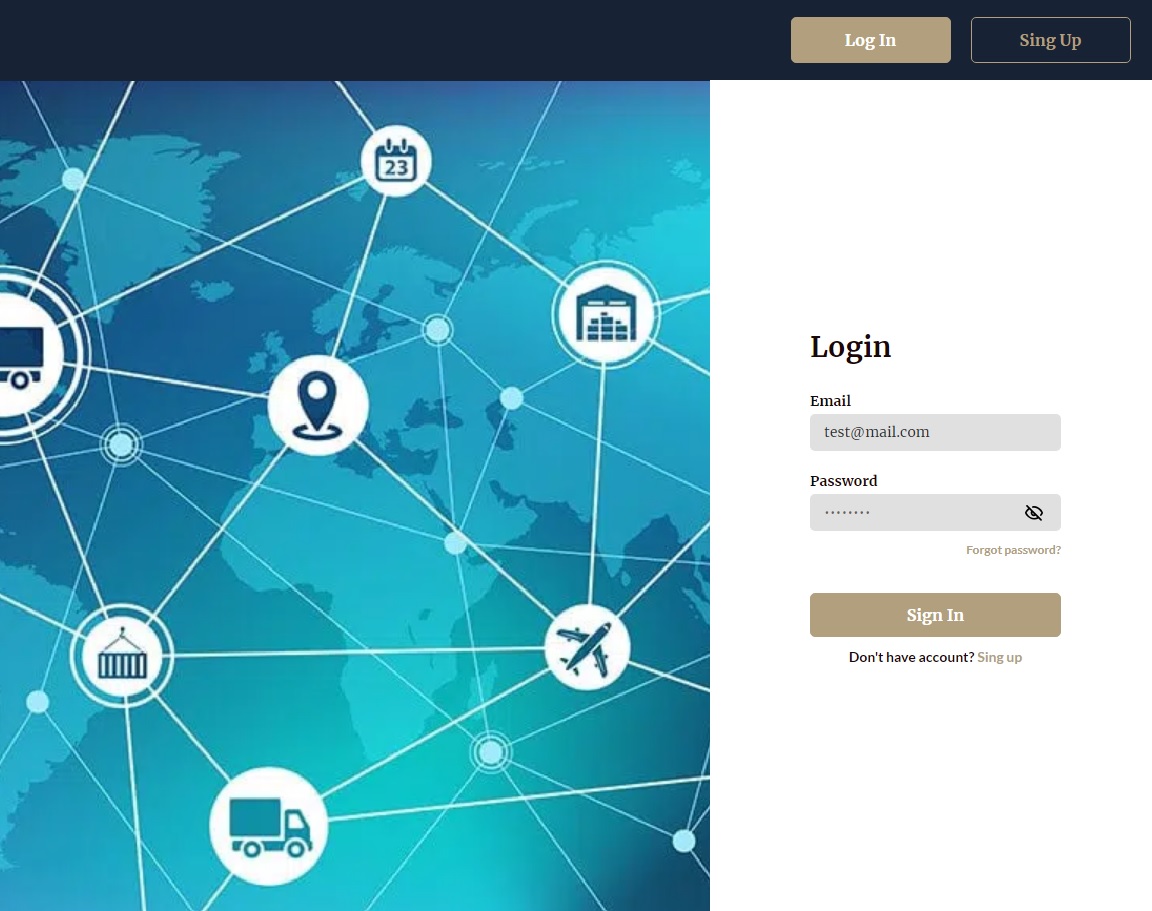 Log In
Sing Up
23
Login
Email
test@mail.com
Password
········
Forgot password?
Sign In
Don't have account? Sing up